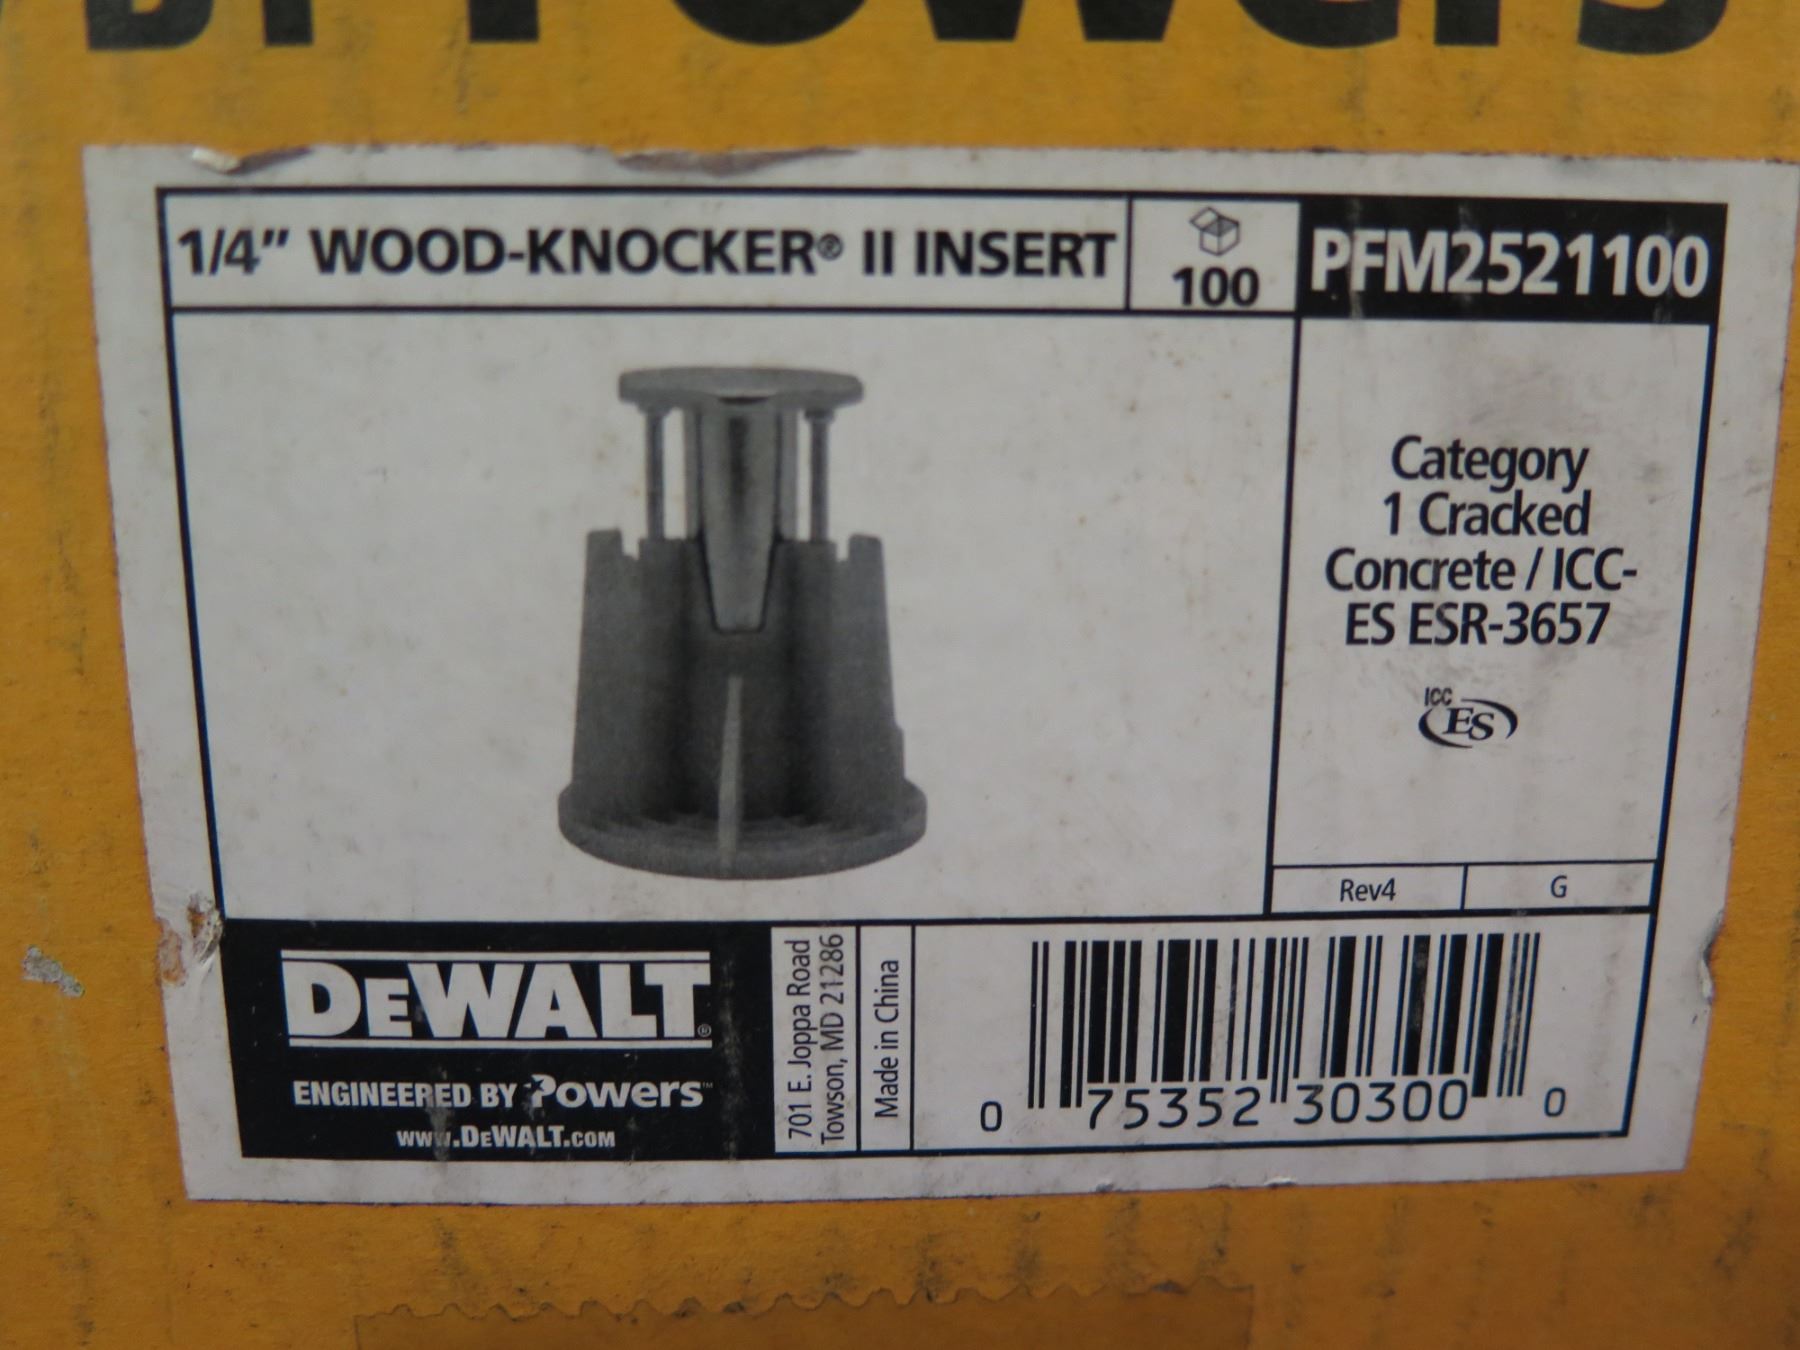 Powers
1/4" WOOD-KNOCKER® II INSERT
100
PFM2521100
Category
1 Cracked
Concrete / ICC-
ES ESR-3657
ICC
ES
Rev4
G
DEWALT®
ENGINEERED BY Powers™
www.DEWALT.COM
701 E. Joppa Road
Towson, MD 21286
Made in China
0 75352 30300 0